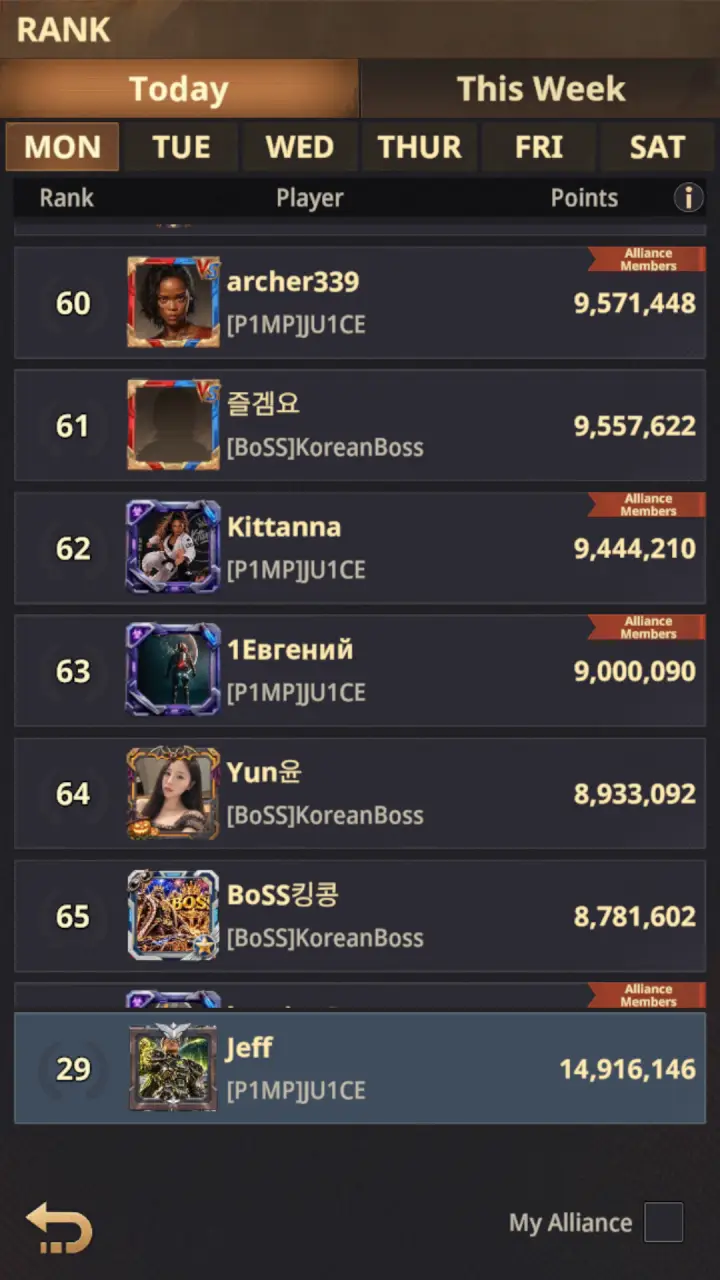 RANK
Today
This Week
MON
TUE
WED
THUR
FRI
SAT
Rank
Player
Points
60
archer339
[P1MP]JU1CE
Alliance
Members
9,571,448
61
즐겜요
[BoSS]KoreanBoss
9,557,622
62
Kittanna
[P1MP]JU1CE
Alliance
Members
9,444,210
63
1Евгений
[P1MP]JU1CE
Alliance
Members
9,000,090
64
Yun윤
[BoSS]KoreanBoss
8,933,092
65
BoSS킹콩
[BoSS]KoreanBoss
8,781,602
Alliance
Members
29
Jeff
[P1MP]JU1CE
14,916,146
My Alliance